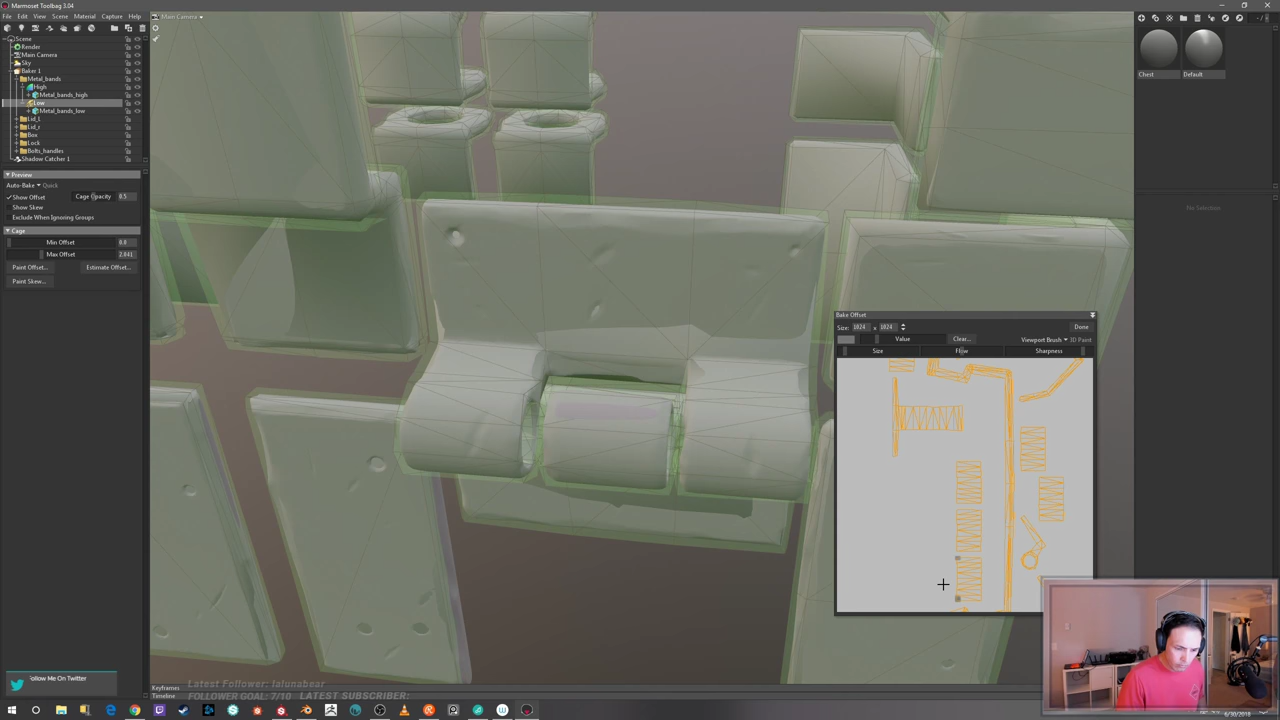 Marmoset Toolbag 3.04
File Edit View Scene Material Capture Help
Main Camera
Scene
Render
Main Camera
Sky
Baker 1
Metal_bands
High
Metal_bands_high
Low
Metal_bands_low
Lid_l
Lid_r
Box
Lock
Bolts_handles
Shadow Catcher 1
Preview
Auto-Bake Quick
Show Offset Cage Opacity 0.5
Show Skew
Exclude When Ignoring Groups
Cage
Min Offset 0.0
Max Offset 2.041
Paint Offset... Estimate Offset...
Paint Skew...
Chest Default
No Selection
Bake Offset
Size: 1024 x 1024 Done
Value Clear... Viewport Brush 3D Paint
Size Flow Sharpness
Follow Me On Twitter
Keyframes
Timeline
Latest Follower: lalunabear
FOLLOWER GOAL: 7/10 LATEST SUBSCRIBER:
6/30/2018